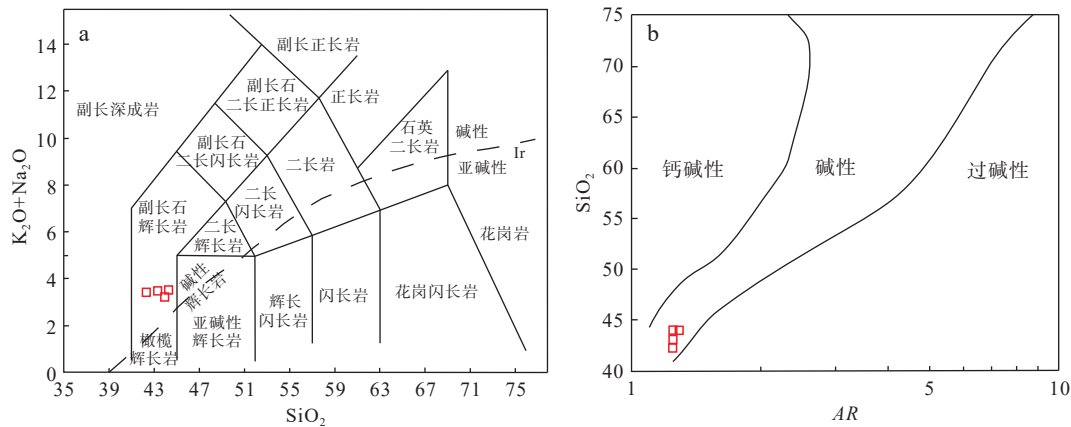 a
副长正长岩
副长石
二长正长岩
正长岩
副长深成岩
石英
二长岩
碱性
Ir
亚碱性
副长石
二长闪长岩
二长岩
二长
闪长岩
副长石
辉长岩
二长
辉长岩
花岗岩
碱性
辉长岩
辉长
闪长岩
闪长岩
花岗闪长岩
橄榄
辉长岩
亚碱性
辉长岩
14
12
10
8
6
4
2
0
K₂O+Na₂O
35 39 43 47 51 55 59 63 67 71
SiO₂
b
钙碱性
碱性
过碱性
75
70
65
60
55
50
45
40
SiO₂
1 5 10
AR